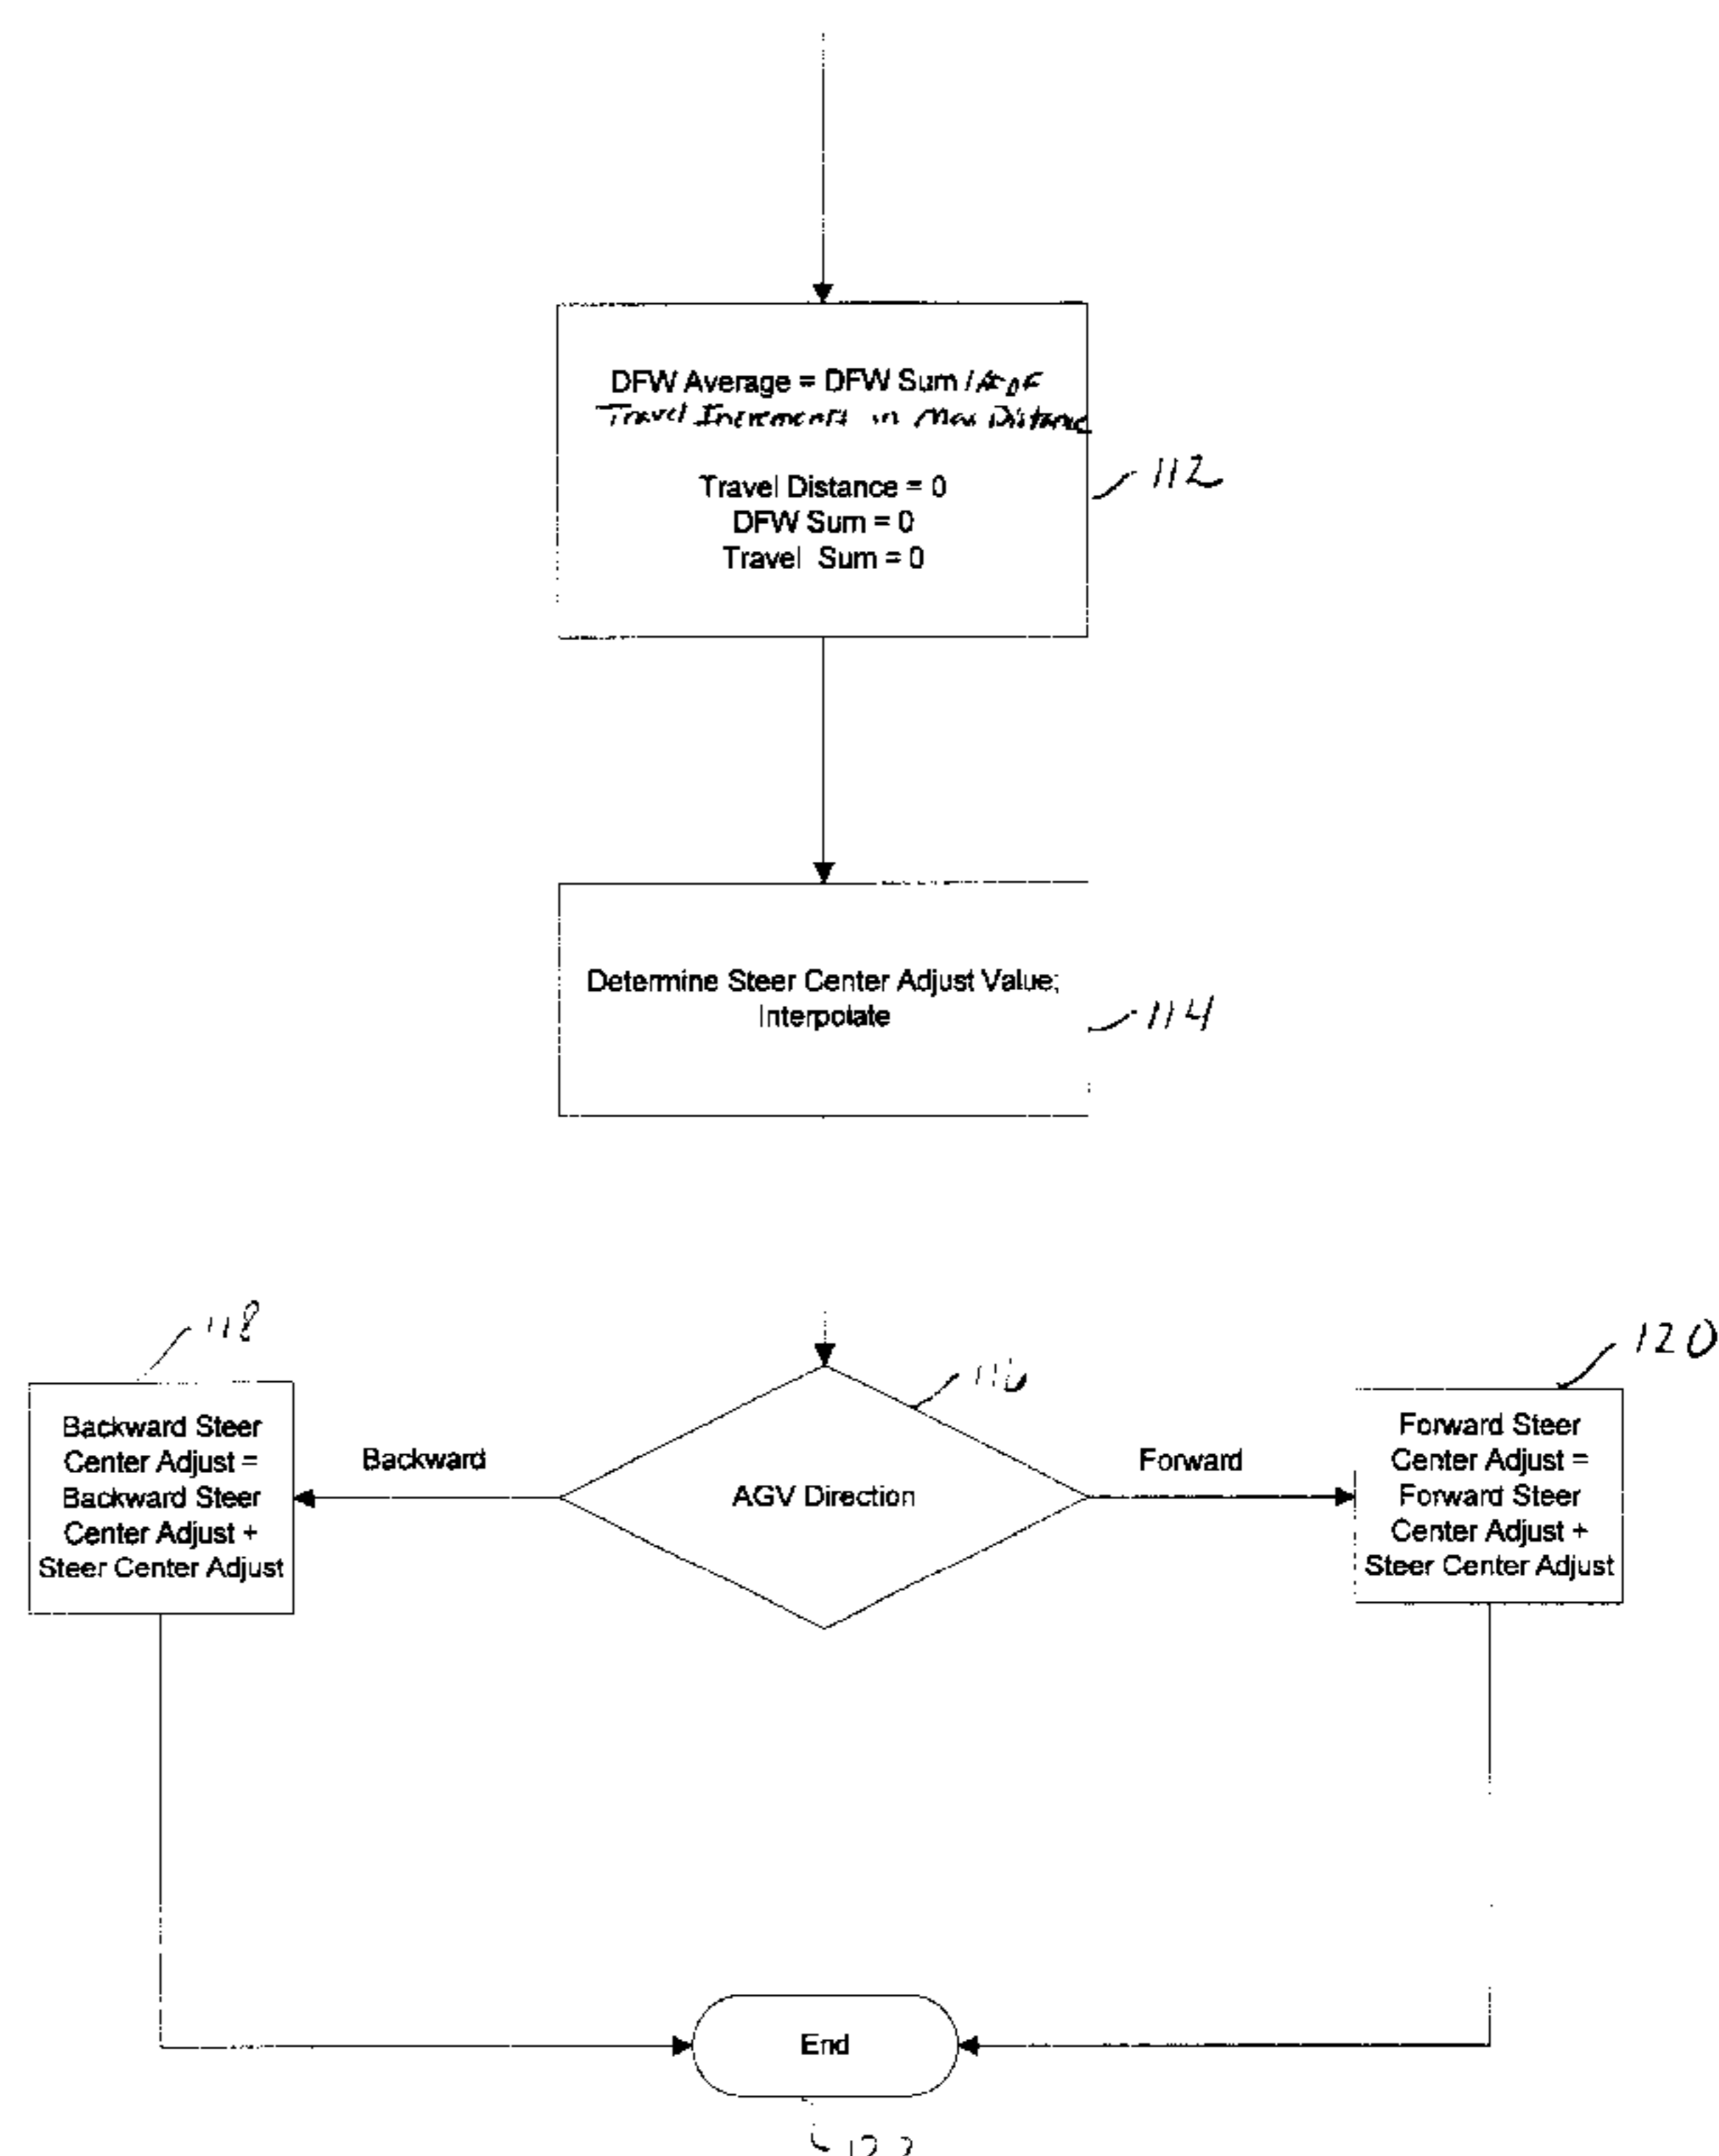 DFW Average = DFW Sum / # OF
Travel Increments in Max Distance
Travel Distance = 0
DFW Sum = 0
Travel Sum = 0
112
Determine Steer Center Adjust Value;
Interpolate
114
118
116
120
Backward Steer
Center Adjust =
Backward Steer
Center Adjust +
Steer Center Adjust
Backward
AGV Direction
Forward
Forward Steer
Center Adjust =
Forward Steer
Center Adjust +
Steer Center Adjust
End